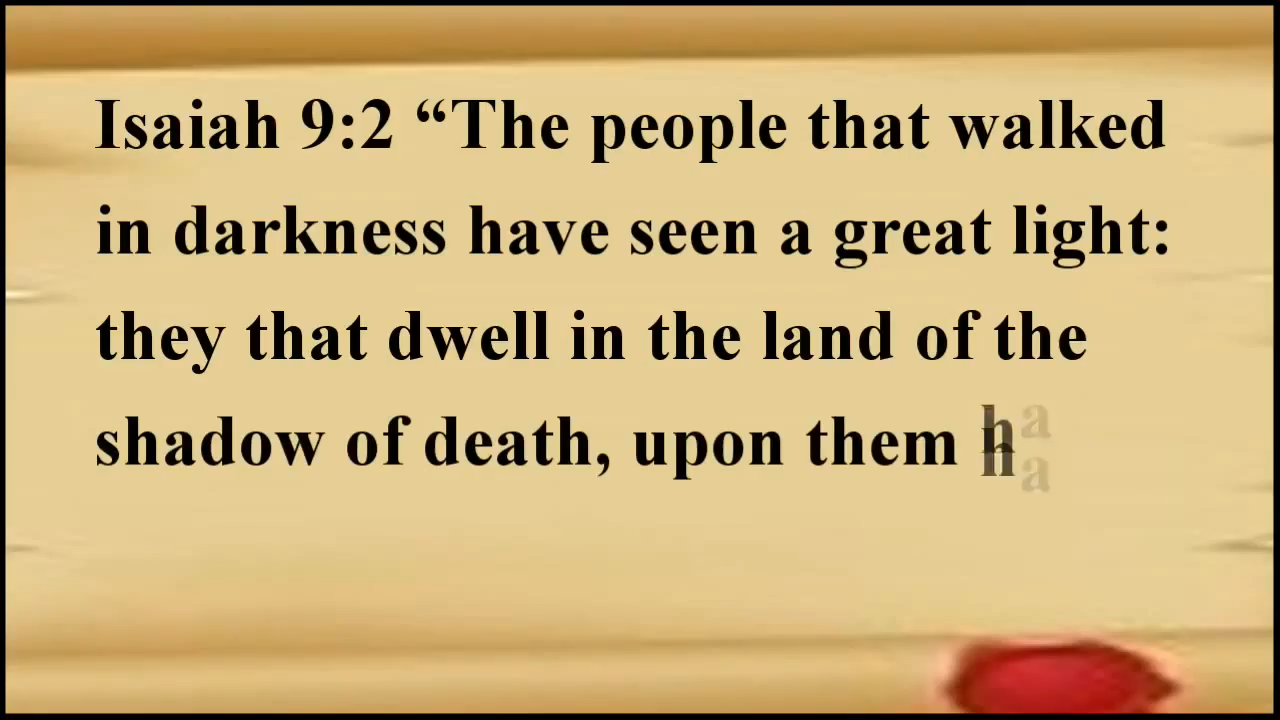 Isaiah 9:2 “The people that walked
in darkness have seen a great light:
they that dwell in the land of the
shadow of death, upon them